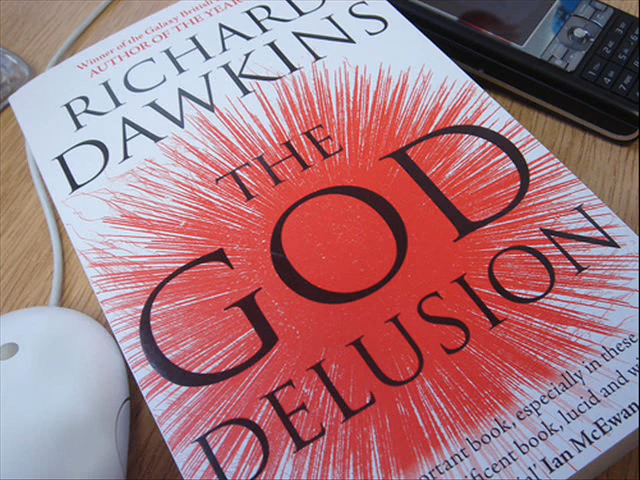 Winner of the Galaxy British
AUTHOR OF THE YEAR
RICHARD
DAWKINS
THE
GOD
DELUSION
book, especially in these
book, lucid and
Ian McEwan